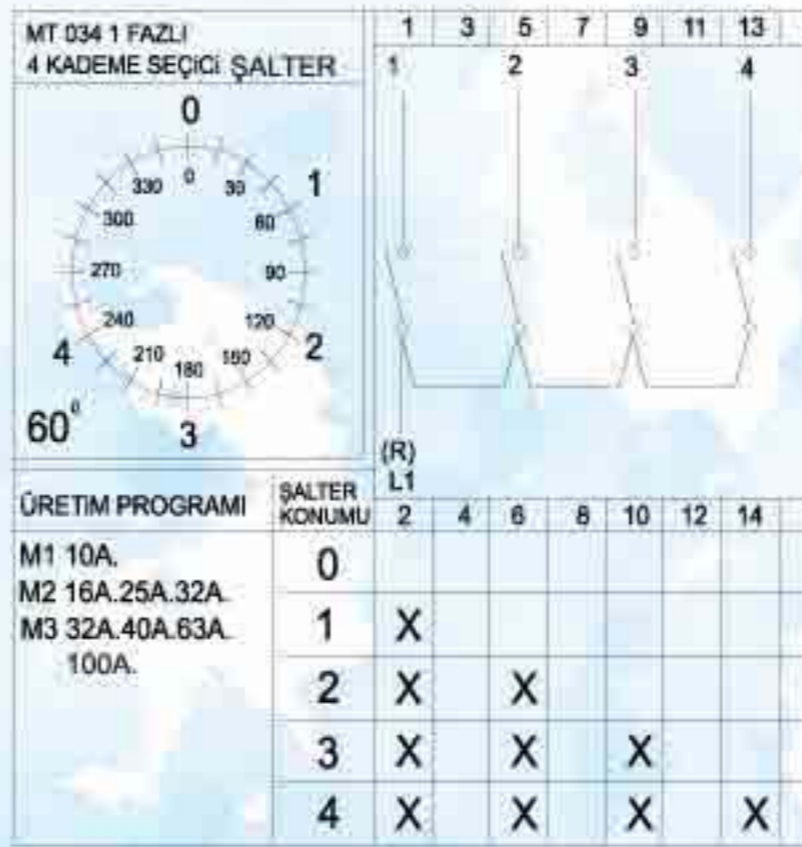 MT 034 1 FAZLI
4 KADEME SEÇİCİ ŞALTER
1 3 5 7 9 11 13
1 2 3 4
0
1
2
3
4
0
30
60
90
120
150
180
210
240
270
300
330
60°
(R)
L1
ÜRETİM PROGRAMI
ŞALTER
KONUMU
2 4 6 8 10 12 14
M1 10A.
M2 16A.25A.32A.
M3 32A.40A.63A.
100A.
0
1 X
2 X X
3 X X X
4 X X X X